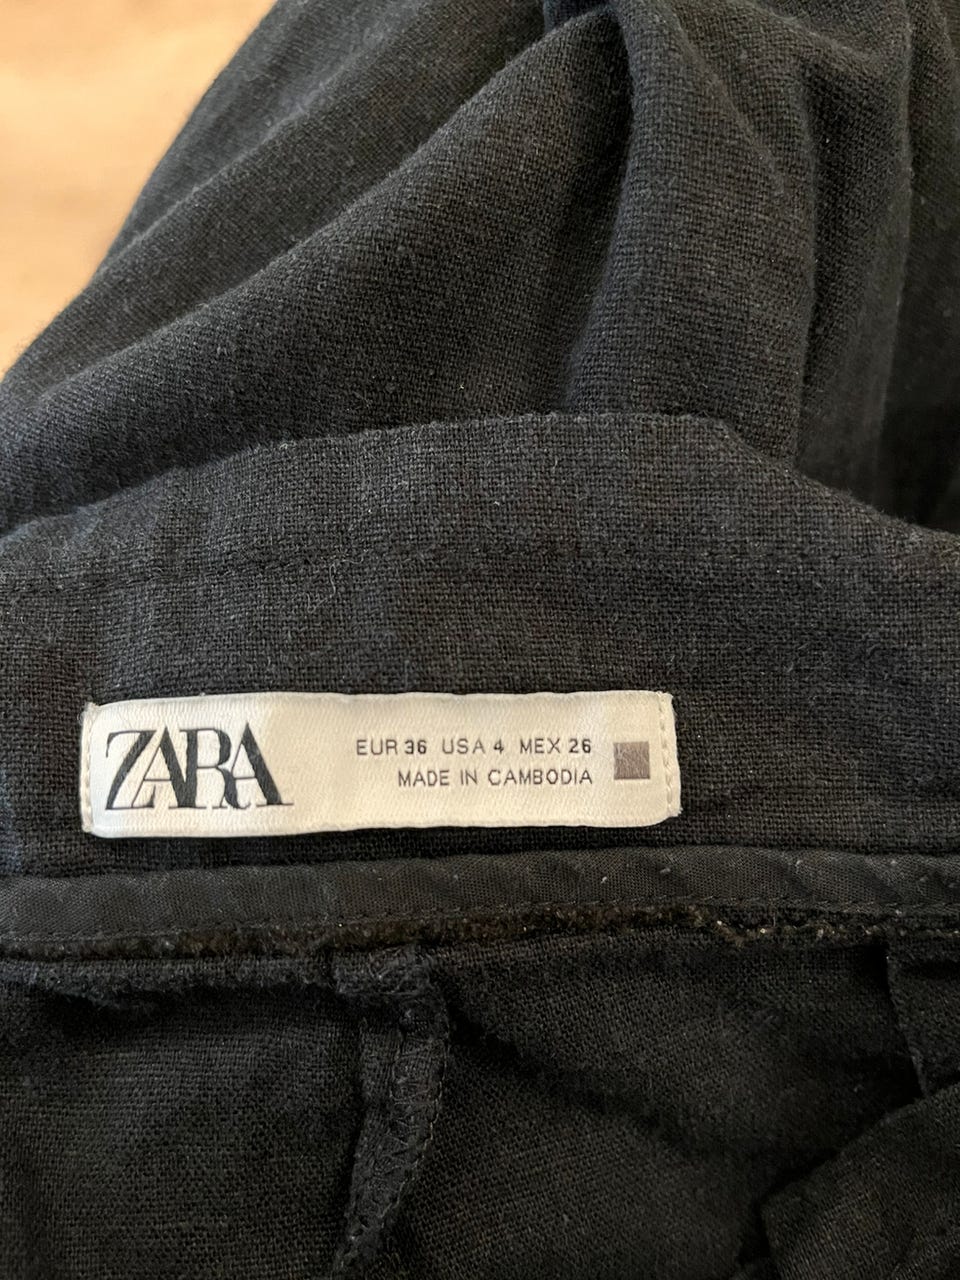 ZARA
EUR 36 USA 4 MEX 26
MADE IN CAMBODIA